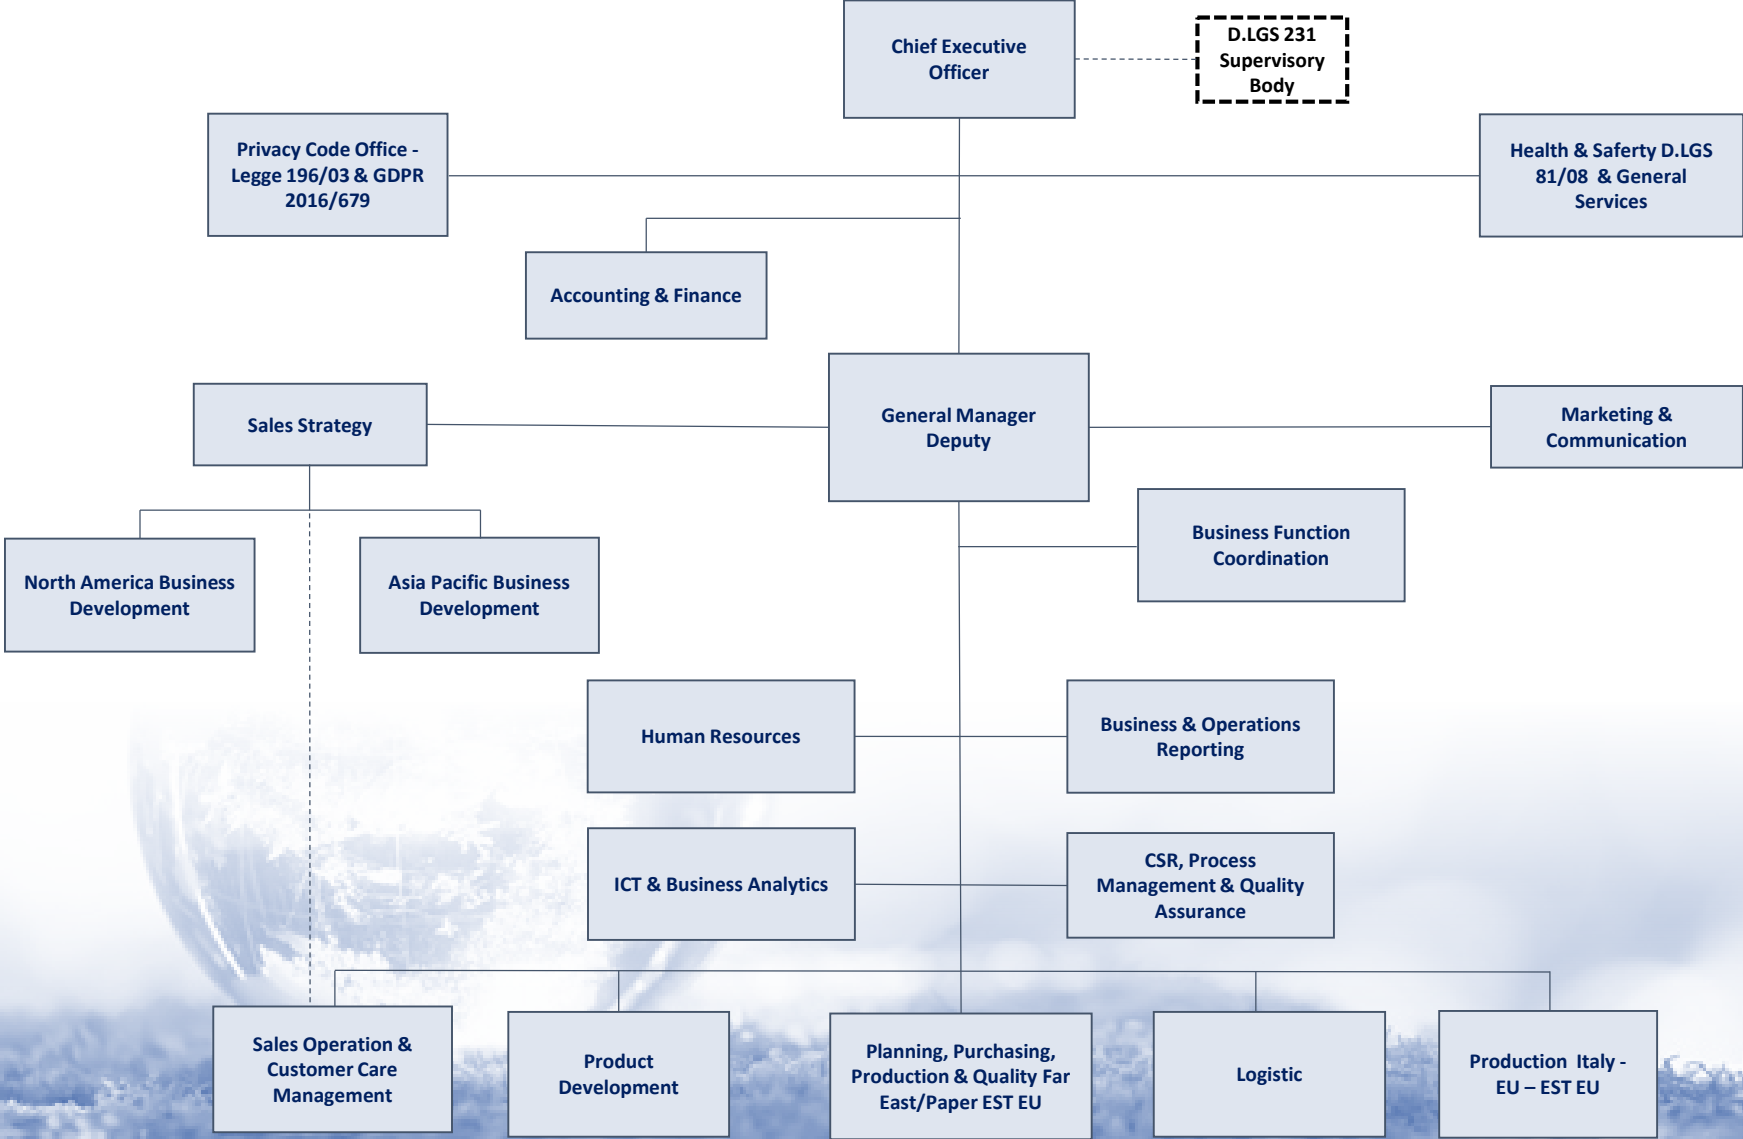 Chief Executive
Officer
D.LGS 231
Supervisory
Body
Privacy Code Office -
Legge 196/03 & GDPR
2016/679
Health & Saferty D.LGS
81/08 & General
Services
Accounting & Finance
Sales Strategy
General Manager
Deputy
Marketing &
Communication
Business Function
Coordination
North America Business
Development
Asia Pacific Business
Development
Human Resources
Business & Operations
Reporting
ICT & Business Analytics
CSR, Process
Management & Quality
Assurance
Sales Operation &
Customer Care
Management
Product
Development
Planning, Purchasing,
Production & Quality Far
East/Paper EST EU
Logistic
Production Italy -
EU – EST EU